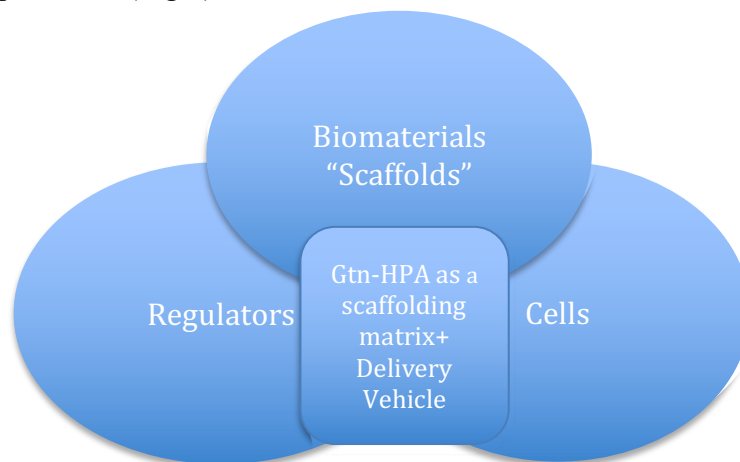 Biomaterials
“Scaffolds”
Regulators
Gtn-HPA as a
scaffolding
matrix+
Delivery
Vehicle
Cells